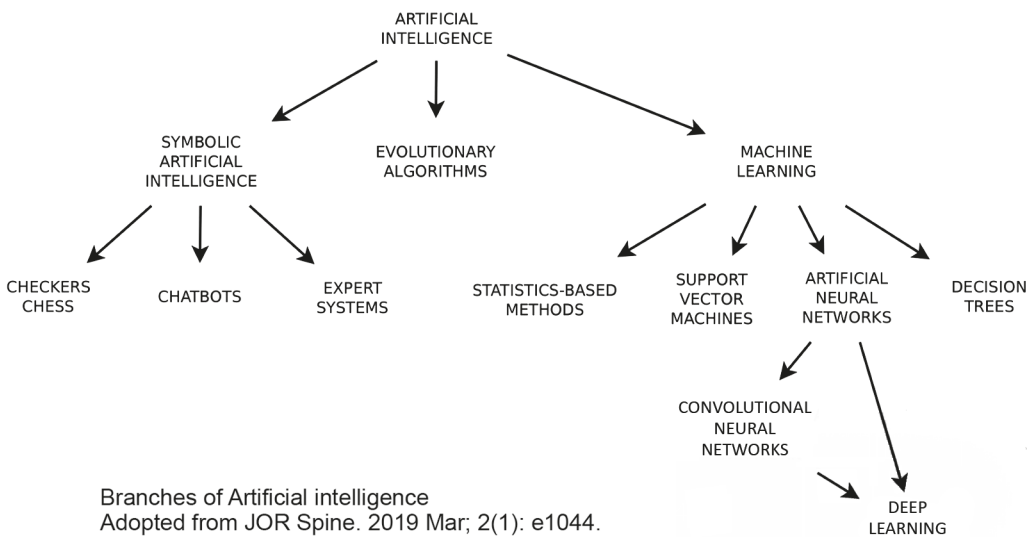 ARTIFICIAL
INTELLIGENCE
SYMBOLIC
ARTIFICIAL
INTELLIGENCE
EVOLUTIONARY
ALGORITHMS
MACHINE
LEARNING
CHECKERS
CHESS
CHATBOTS
EXPERT
SYSTEMS
STATISTICS-BASED
METHODS
SUPPORT
VECTOR
MACHINES
ARTIFICIAL
NEURAL
NETWORKS
DECISION
TREES
CONVOLUTIONAL
NEURAL
NETWORKS
DEEP
LEARNING
Branches of Artificial intelligence
Adopted from JOR Spine. 2019 Mar; 2(1): e1044.